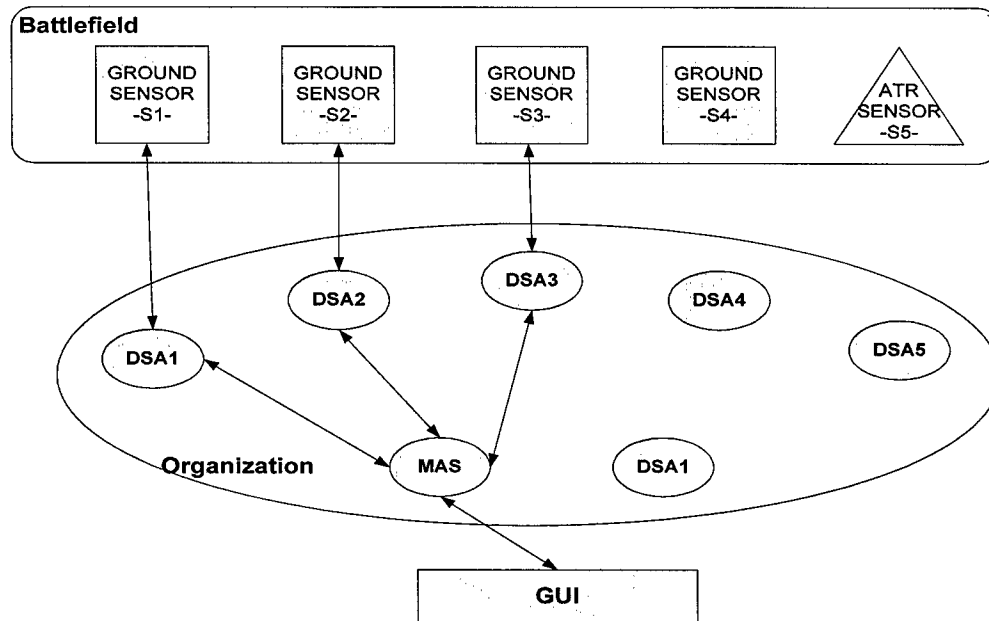 Battlefield
GROUND
SENSOR
-S1-
GROUND
SENSOR
-S2-
GROUND
SENSOR
-S3-
GROUND
SENSOR
-S4-
ATR
SENSOR
-S5-
DSA1
DSA2
DSA3
DSA4
DSA5
Organization
MAS
DSA1
GUI